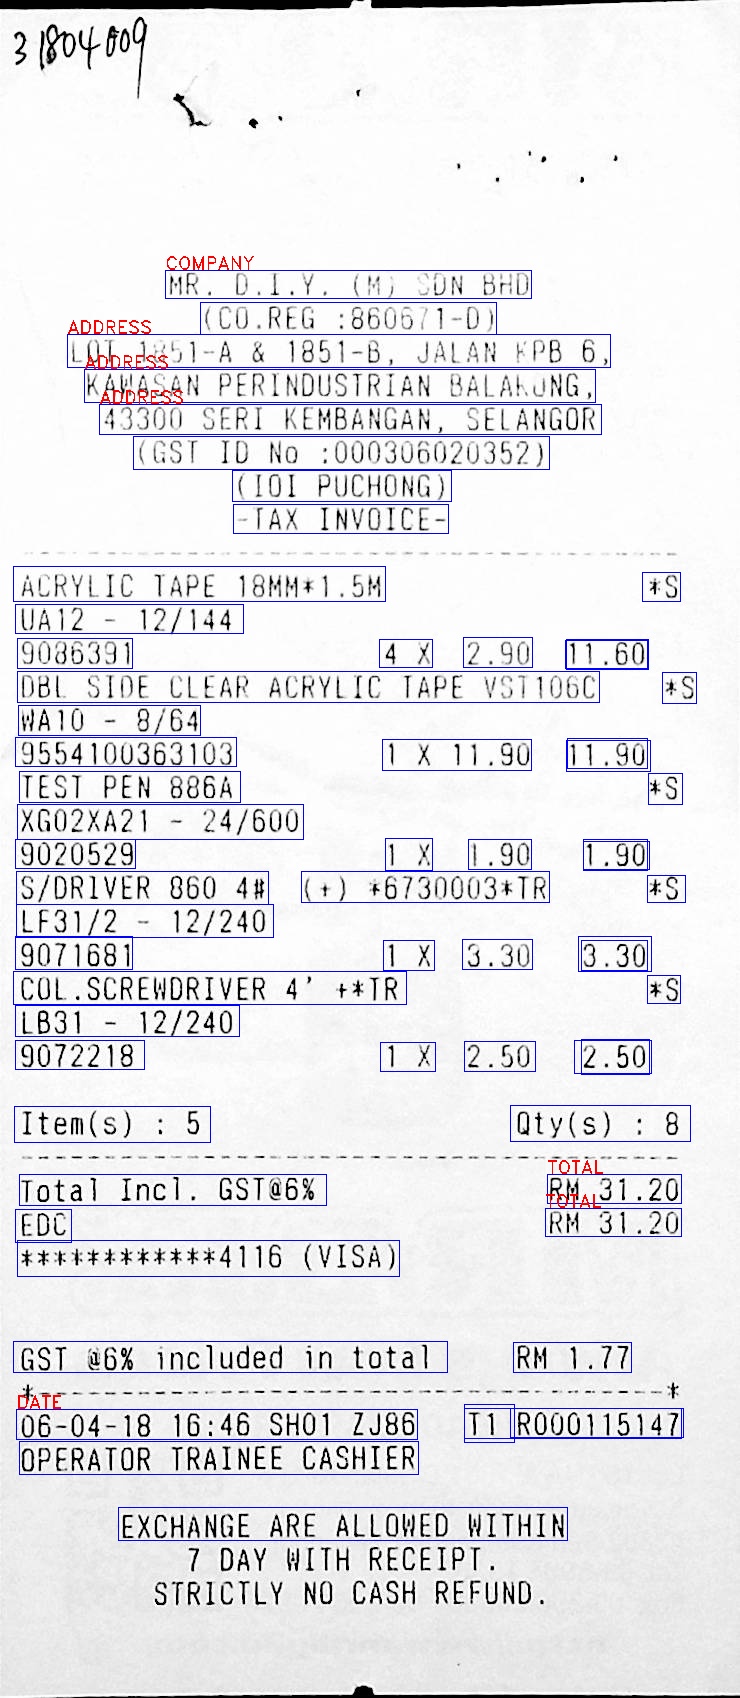 3 1804009
COMPANY
MR. D.I.Y. (M) SDN BHD
(CO.REG :860671-D)
ADDRESS
LOT 1851-A & 1851-B, JALAN KPB 6,
ADDRESS
KAWASAN PERINDUSTRIAN BALAKONG,
ADDRESS
43300 SERI KEMBANGAN, SELANGOR
(GST ID No :000306020352)
(IOI PUCHONG)
-TAX INVOICE-
ACRYLIC TAPE 18MM*1.5M *S
UA12 - 12/144
9086391 4 X 2.90 11.60
DBL SIDE CLEAR ACRYLIC TAPE VST106C *S
WA10 - 8/64
9554100363103 1 X 11.90 11.90
TEST PEN 886A *S
XG02XA21 - 24/600
9020529 1 X 1.90 1.90
S/DRIVER 860 4# (+) *6730003*TR *S
LF31/2 - 12/240
9071681 1 X 3.30 3.30
COL.SCREWDRIVER 4' +*TR *S
LB31 - 12/240
9072218 1 X 2.50 2.50
Item(s) : 5 Qty(s) : 8
TOTAL
Total Incl. GST@6% RM 31.20
TOTAL
EDC RM 31.20
************4116 (VISA)
GST @6% included in total RM 1.77
*--------------------------------------*
DATE
06-04-18 16:46 SH01 ZJ86 T1 R000115147
OPERATOR TRAINEE CASHIER
EXCHANGE ARE ALLOWED WITHIN
7 DAY WITH RECEIPT.
STRICTLY NO CASH REFUND.